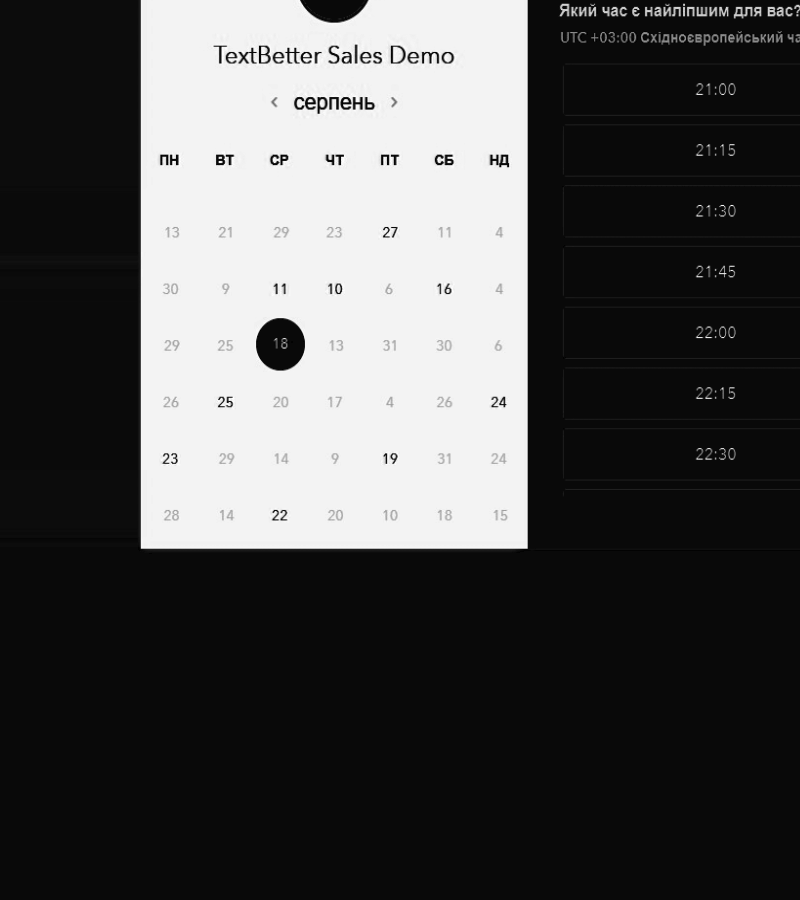 TextBetter Sales Demo
‹ серпень ›
ПН ВТ СР ЧТ ПТ СБ НД
13 21 29 23 27 11 4
30 9 11 10 6 16 4
29 25 18 13 31 30 6
26 25 20 17 4 26 24
23 29 14 9 19 31 24
28 14 22 20 10 18 15
Який час є найліпшим для вас?
UTC +03:00 Східноєвропейський ча
21:00
21:15
21:30
21:45
22:00
22:15
22:30